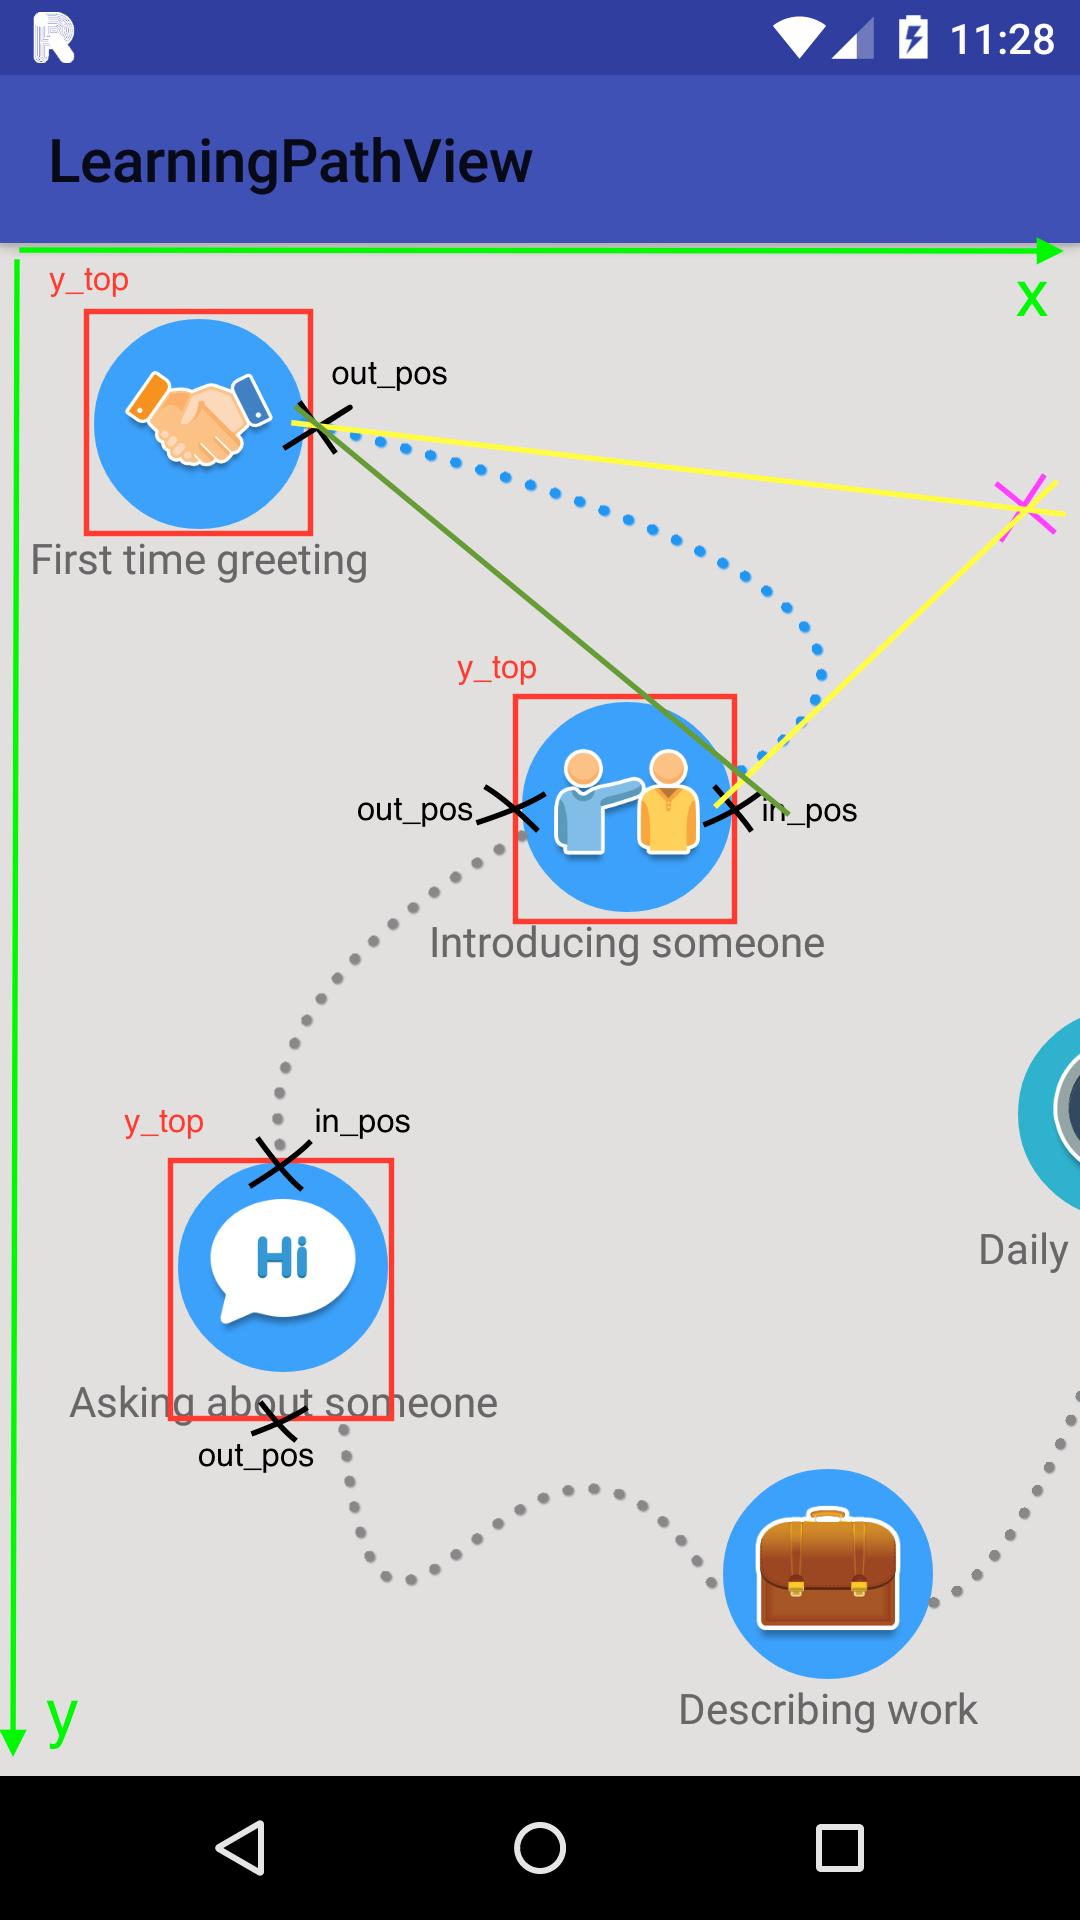 11:28
LearningPathView
y_top
x
out_pos
First time greeting
y_top
out_pos
in_pos
Introducing someone
y_top
in_pos
Hi
Daily
Asking about someone
out_pos
y
Describing work